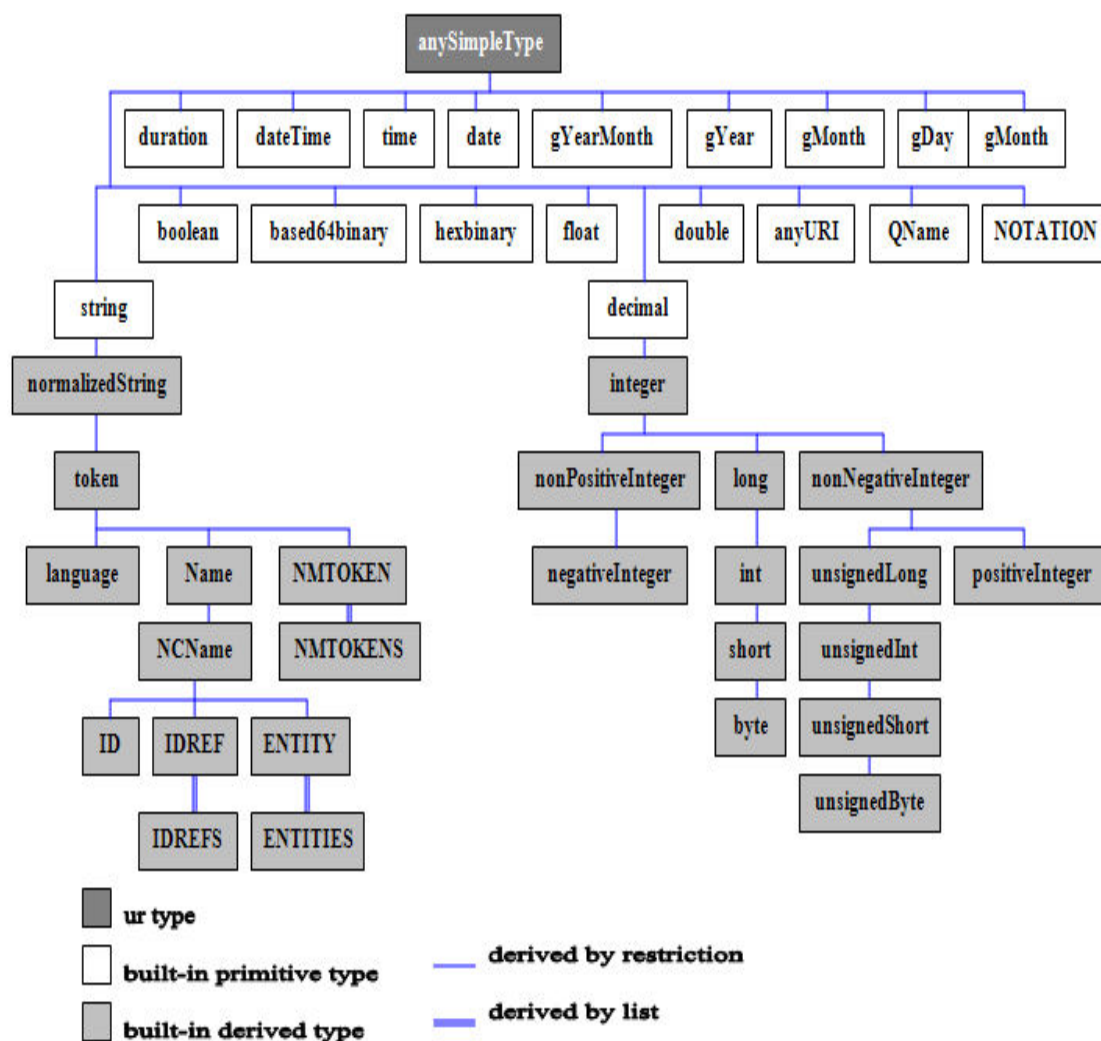 anySimpleType
duration dateTime time date gYearMonth gYear gMonth gDay gMonth
boolean based64binary hexbinary float double anyURI QName NOTATION
string decimal
normalizedString integer
token nonPositiveInteger long nonNegativeInteger
language Name NMTOKEN negativeInteger int unsignedLong positiveInteger
NCName NMTOKENS short unsignedInt
ID IDREF ENTITY byte unsignedShort
IDREFS ENTITIES unsignedByte
ur type
built-in primitive type derived by restriction
built-in derived type derived by list